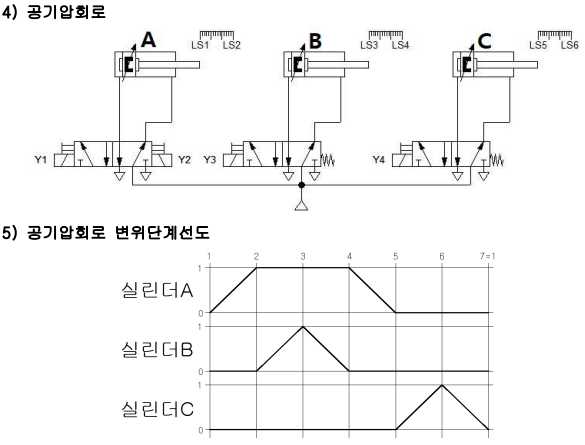 4) 공기압회로
A B C
LS1 LS2 LS3 LS4 LS5 LS6
Y1 Y2 Y3 Y4
5) 공기압회로 변위단계선도
1 2 3 4 5 6 7=1
1
실린더A
0
1
실린더B
0
1
실린더C
0